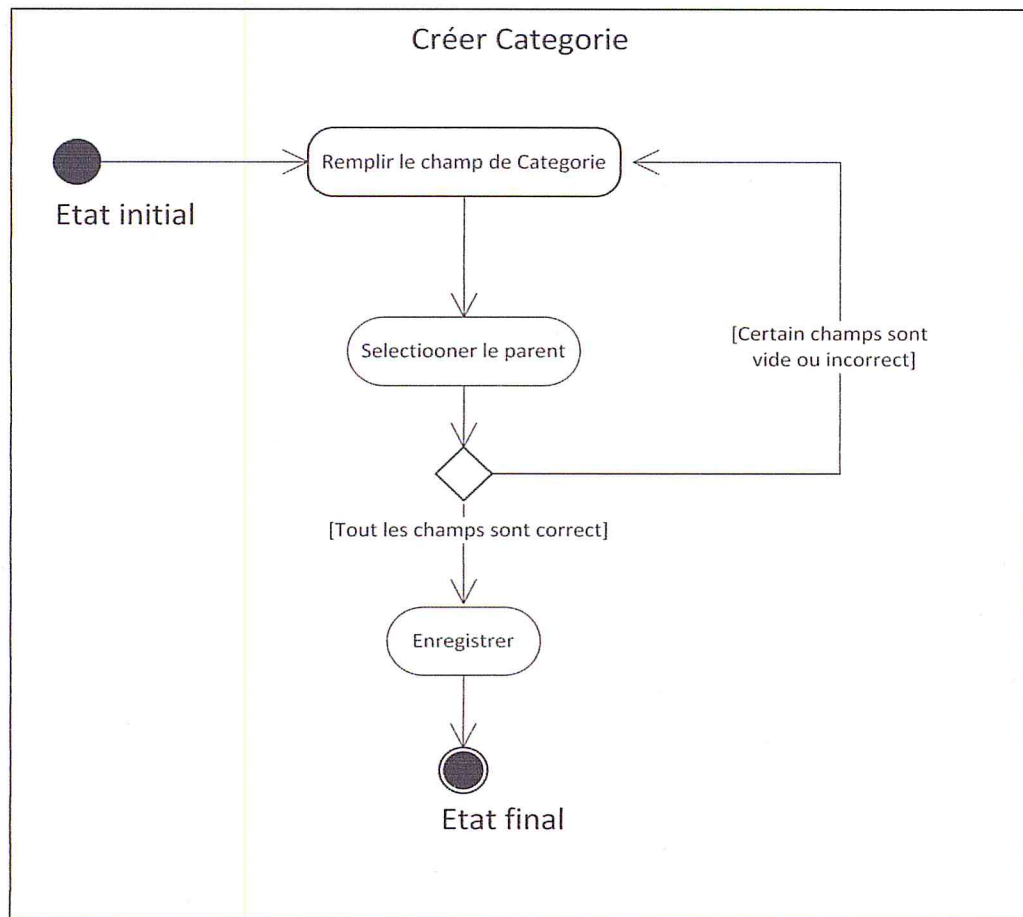 Créer Categorie
Remplir le champ de Categorie
Etat initial
[Certain champs sont
vide ou incorrect]
Selectiooner le parent
[Tout les champs sont correct]
Enregistrer
Etat final